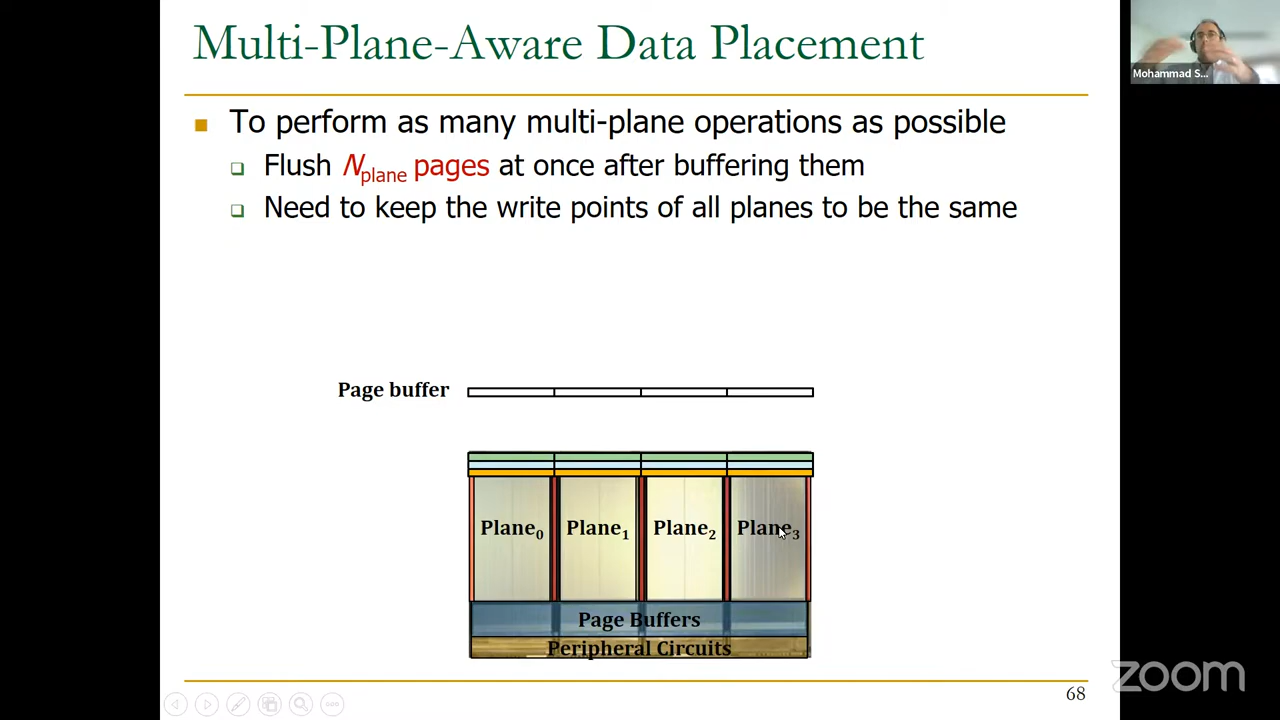 Multi-Plane-Aware Data Placement
Mohammad S...
To perform as many multi-plane operations as possible
Flush Nplane pages at once after buffering them
Need to keep the write points of all planes to be the same
Page buffer
Plane0 Plane1 Plane2 Plane3
Page Buffers
Peripheral Circuits
zoom
68